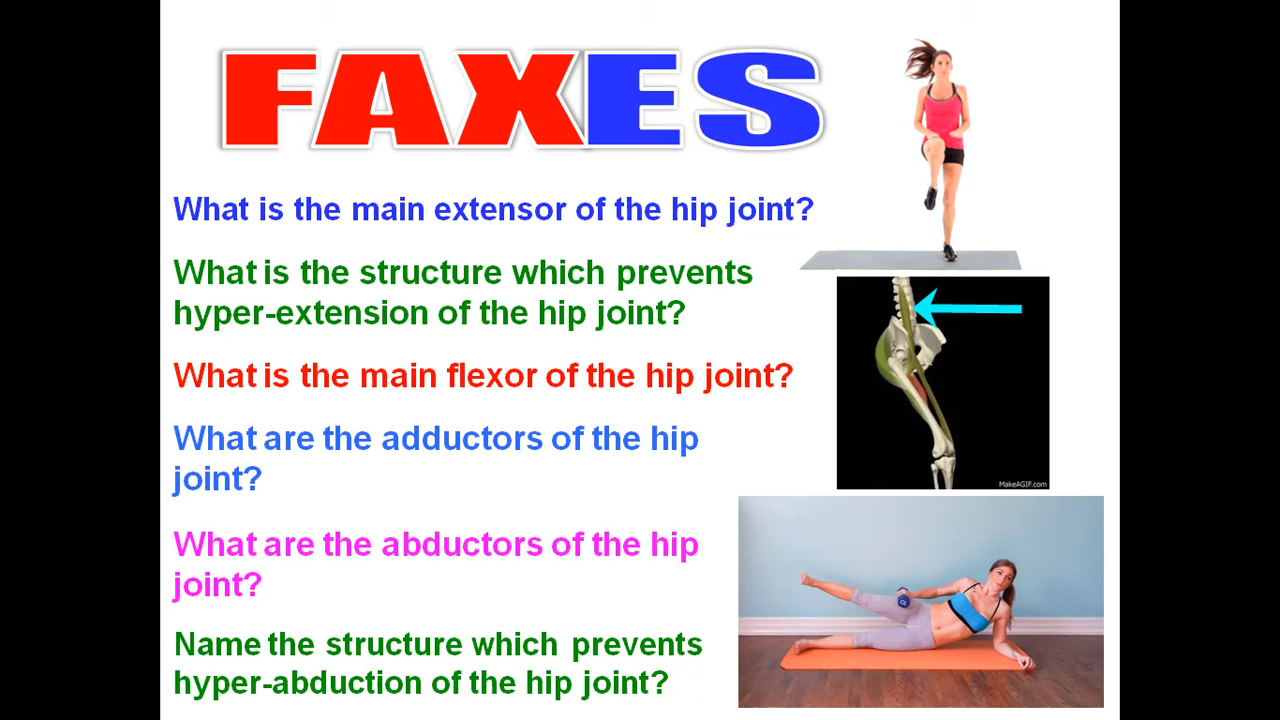 FAXES
What is the main extensor of the hip joint?
What is the structure which prevents
hyper-extension of the hip joint?
What is the main flexor of the hip joint?
What are the adductors of the hip
joint?
What are the abductors of the hip
joint?
Name the structure which prevents
hyper-abduction of the hip joint?
MakeAGIF.com